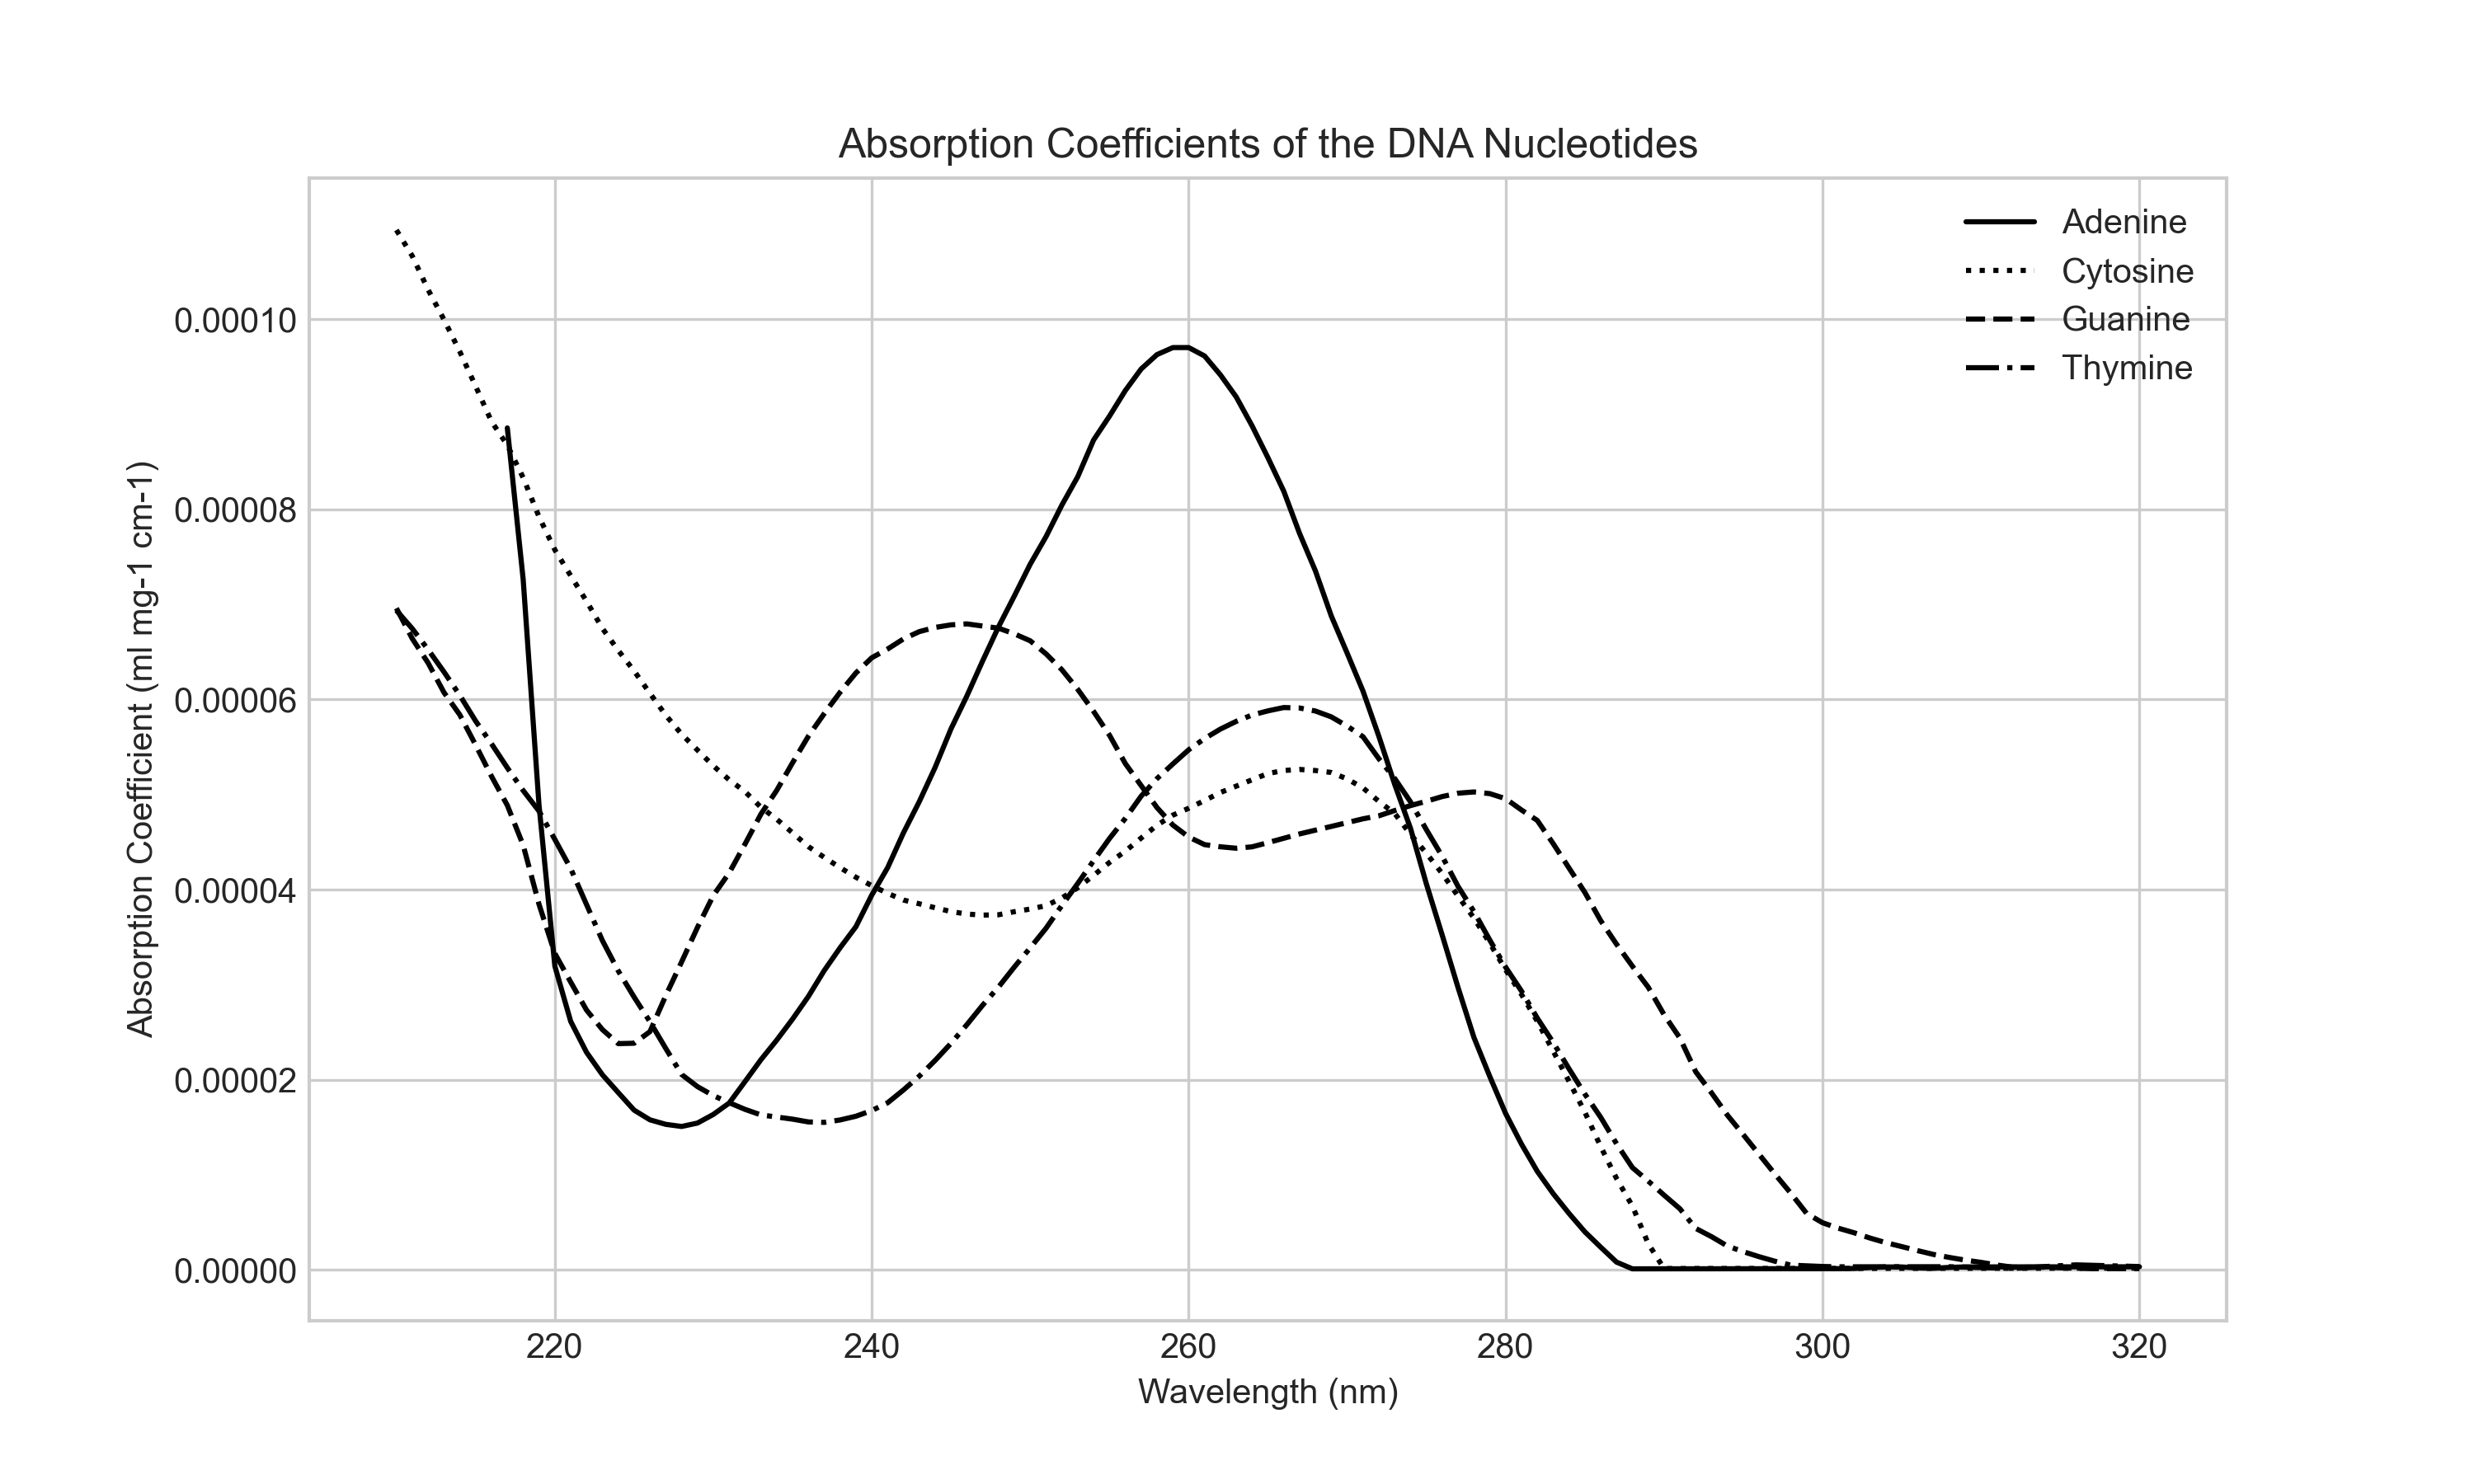 Absorption Coefficients of the DNA Nucleotides
Adenine
Cytosine
Guanine
Thymine
Absorption Coefficient (ml mg-1 cm-1)
0.00010
0.00008
0.00006
0.00004
0.00002
0.00000
220 240 260 280 300 320
Wavelength (nm)